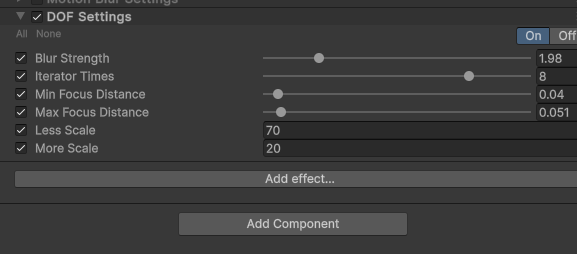 Motion Blur Settings
DOF Settings
All None
On Off
Blur Strength 1.98
Iterator Times 8
Min Focus Distance 0.04
Max Focus Distance 0.051
Less Scale 70
More Scale 20
Add effect...
Add Component